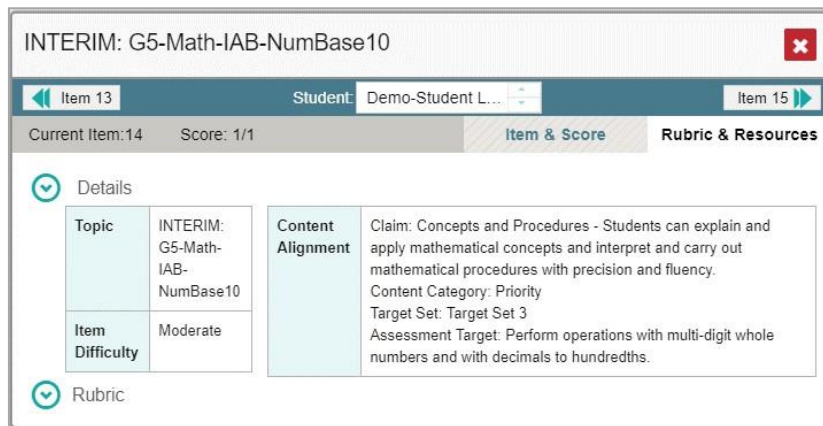 INTERIM: G5-Math-IAB-NumBase10
Item 13
Student: Demo-Student L...
Item 15
Current Item:14 Score: 1/1
Item & Score
Rubric & Resources
Details
Topic
INTERIM:
G5-Math-
IAB-
NumBase10
Item
Difficulty
Moderate
Content
Alignment
Claim: Concepts and Procedures - Students can explain and
apply mathematical concepts and interpret and carry out
mathematical procedures with precision and fluency.
Content Category: Priority
Target Set: Target Set 3
Assessment Target: Perform operations with multi-digit whole
numbers and with decimals to hundredths.
Rubric